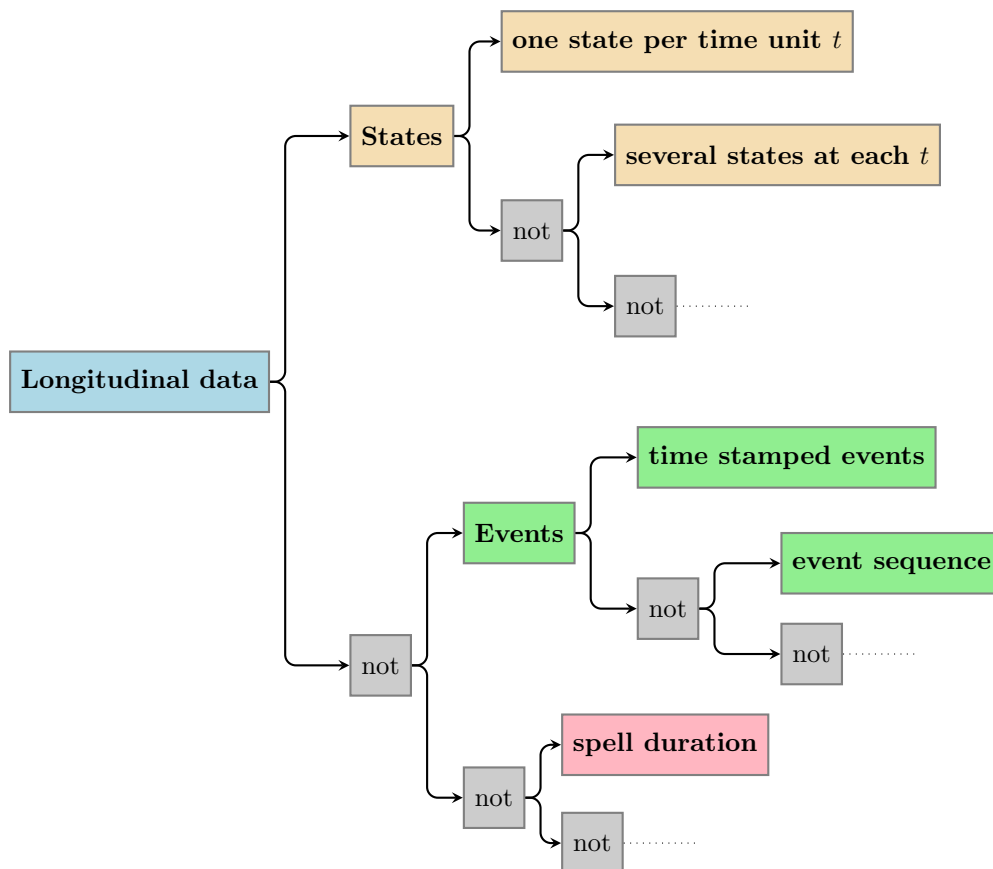 one state per time unit t
States
several states at each t
not
not
Longitudinal data
time stamped events
Events
event sequence
not
not
not
spell duration
not
not